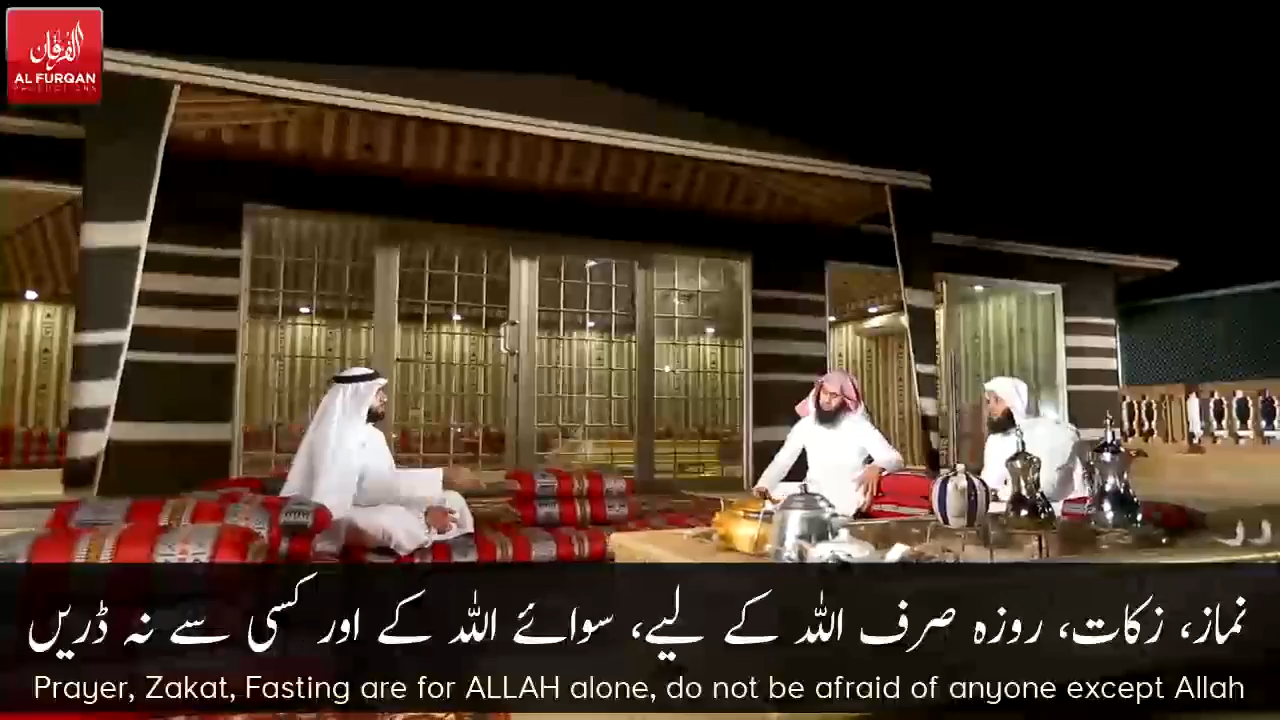 الفرقان
AL FURQAN
PRODUCTIONS
نماز، زکات، روزہ صرف اللہ کے لیے، سوائے اللہ کے اور کسی سے نہ ڈریں
Prayer, Zakat, Fasting are for ALLAH alone, do not be afraid of anyone except Allah